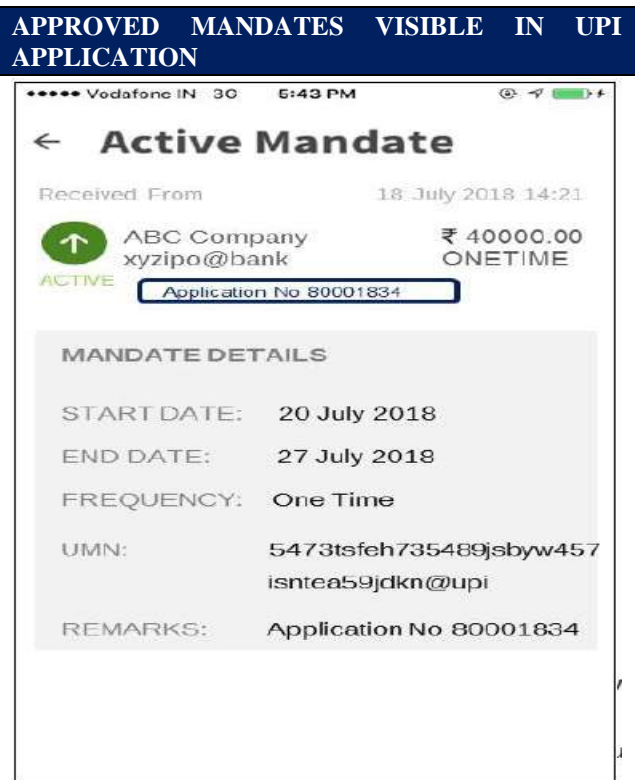 APPROVED MANDATES VISIBLE IN UPI
APPLICATION
Vodafone IN 3G 5:43 PM
Active Mandate
Received From 18 July 2018 14:21
ABC Company ₹ 40000.00
xyzipo@bank ONETIME
ACTIVE
Application No 80001834
MANDATE DETAILS
START DATE: 20 July 2018
END DATE: 27 July 2018
FREQUENCY: One Time
UMN: 5473tsfeh735489jsbyw457
isntea59jdkn@upi
REMARKS: Application No 80001834